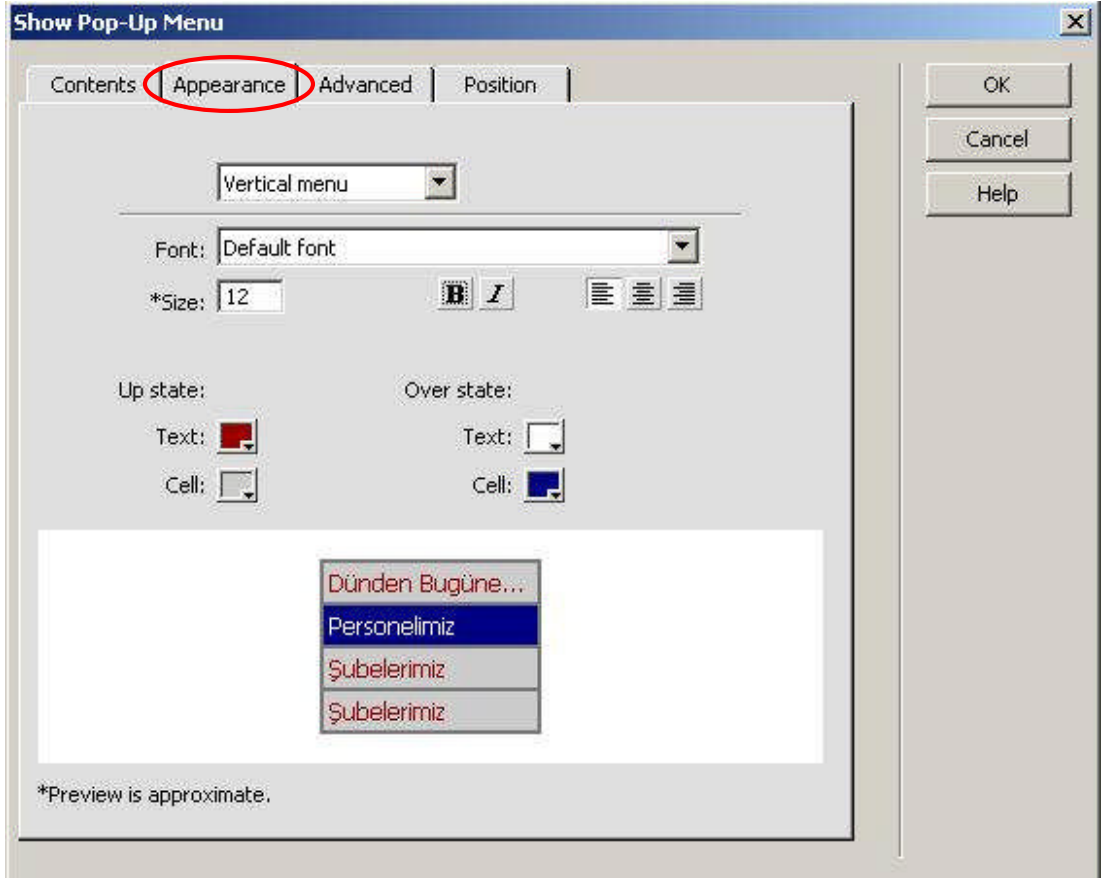 Show Pop-Up Menu
Contents Appearance Advanced Position
OK
Cancel
Help
Vertical menu
Font: Default font
*Size: 12
B I
Up state: Over state:
Text: Text:
Cell: Cell:
Dünden Bugüne...
Personelimiz
Şubelerimiz
Şubelerimiz
*Preview is approximate.